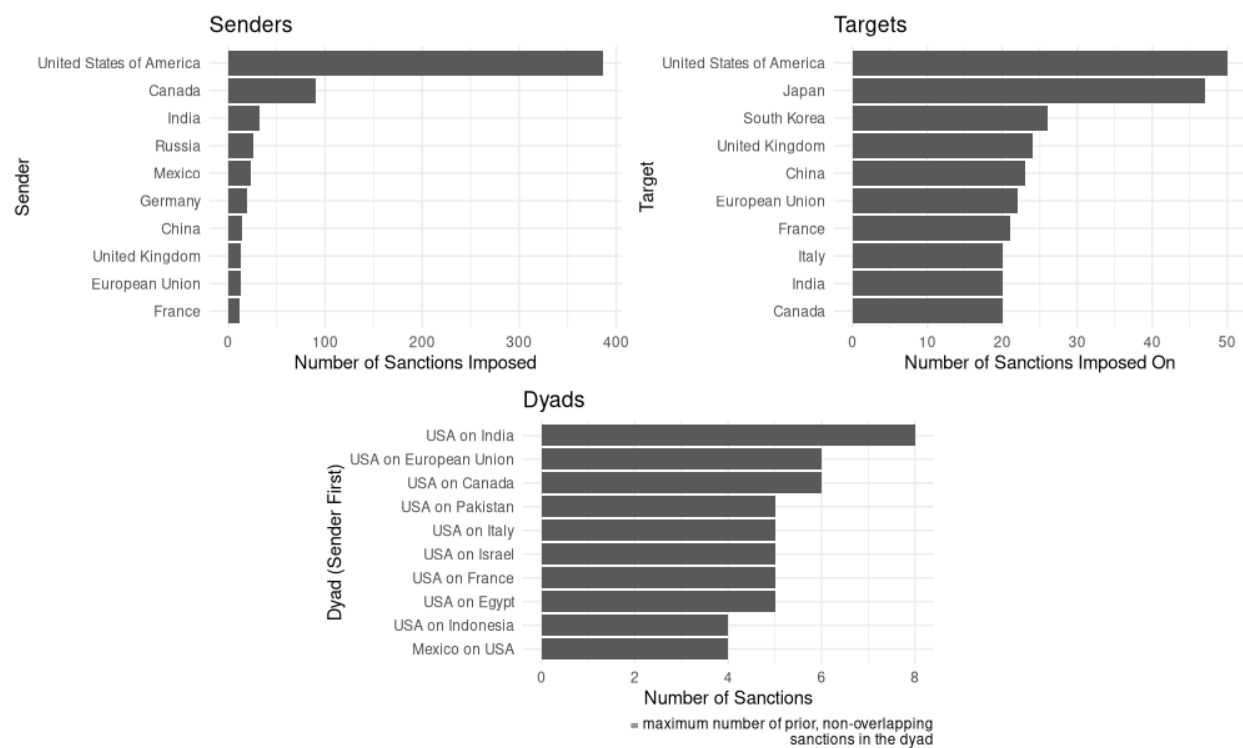 Senders
Sender
United States of America
Canada
India
Russia
Mexico
Germany
China
United Kingdom
European Union
France
0 100 200 300 400
Number of Sanctions Imposed
Targets
Target
United States of America
Japan
South Korea
United Kingdom
China
European Union
France
Italy
India
Canada
0 10 20 30 40 50
Number of Sanctions Imposed On
Dyads
Dyad (Sender First)
USA on India
USA on European Union
USA on Canada
USA on Pakistan
USA on Italy
USA on Israel
USA on France
USA on Egypt
USA on Indonesia
Mexico on USA
0 2 4 6 8
Number of Sanctions
= maximum number of prior, non-overlapping
sanctions in the dyad